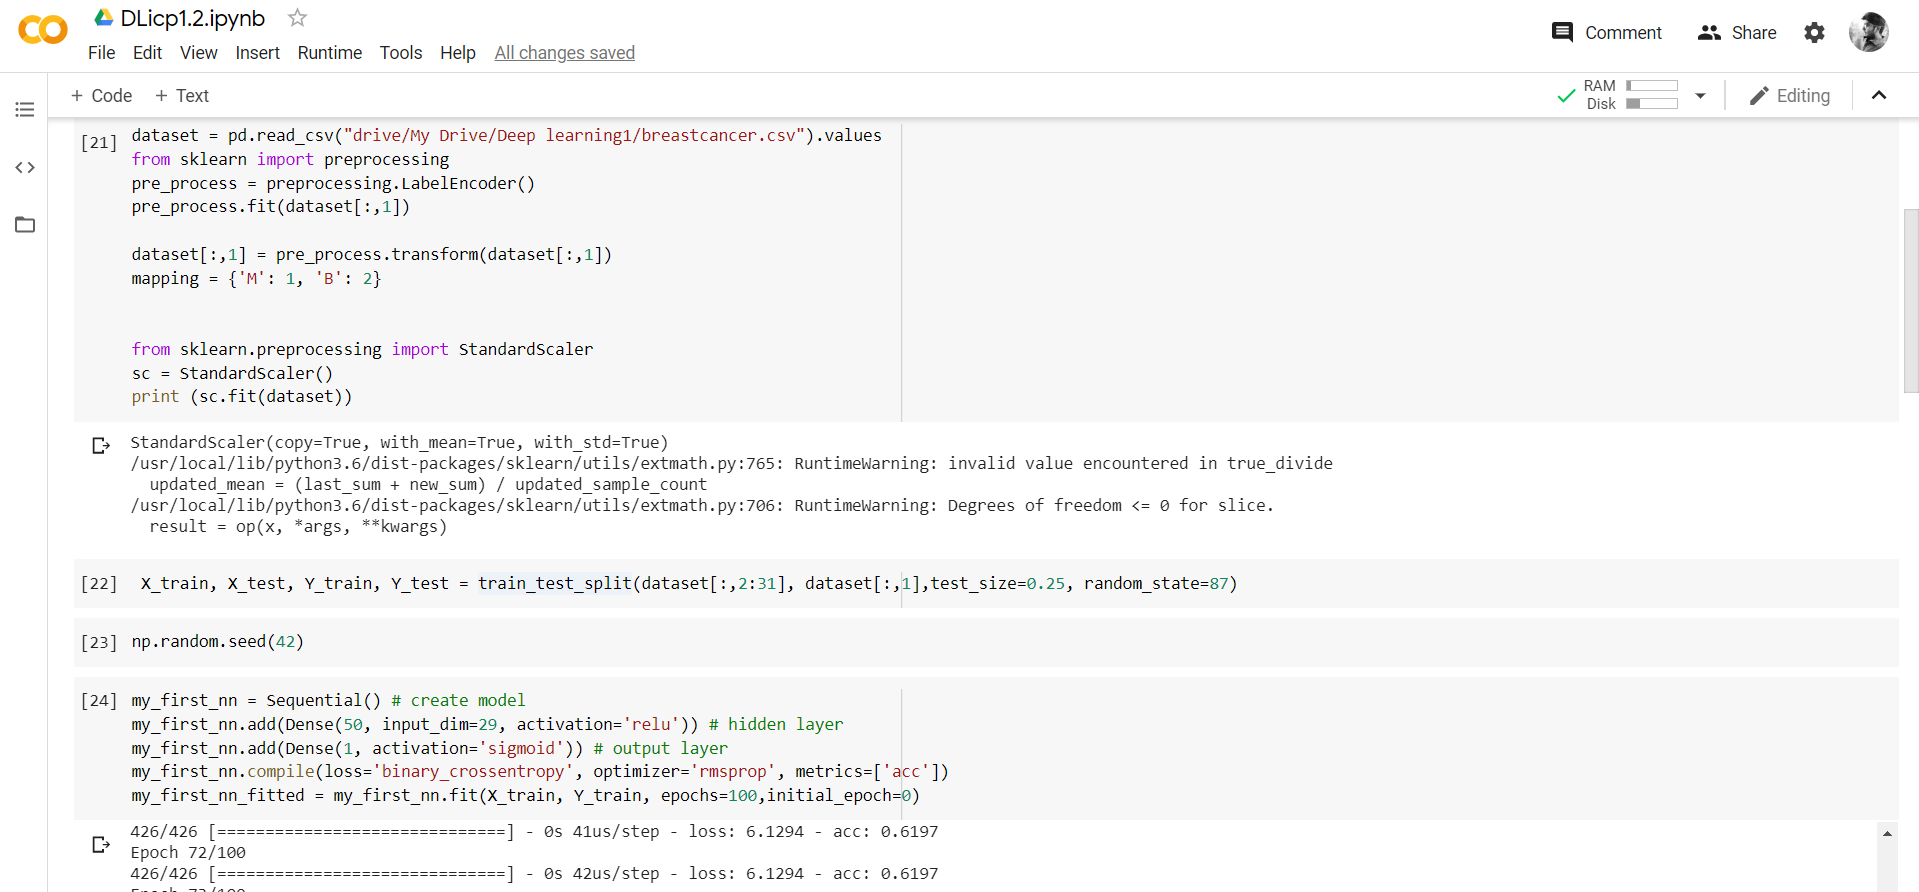 DLicp1.2.ipynb
File Edit View Insert Runtime Tools Help All changes saved
Comment Share
+ Code + Text
RAM
Disk
Editing
[21] dataset = pd.read_csv("drive/My Drive/Deep learning1/breastcancer.csv").values
from sklearn import preprocessing
pre_process = preprocessing.LabelEncoder()
pre_process.fit(dataset[:,1])
dataset[:,1] = pre_process.transform(dataset[:,1])
mapping = {'M': 1, 'B': 2}
from sklearn.preprocessing import StandardScaler
sc = StandardScaler()
print (sc.fit(dataset))
StandardScaler(copy=True, with_mean=True, with_std=True)
/usr/local/lib/python3.6/dist-packages/sklearn/utils/extmath.py:765: RuntimeWarning: invalid value encountered in true_divide
updated_mean = (last_sum + new_sum) / updated_sample_count
/usr/local/lib/python3.6/dist-packages/sklearn/utils/extmath.py:706: RuntimeWarning: Degrees of freedom <= 0 for slice.
result = op(x, *args, **kwargs)
[22] X_train, X_test, Y_train, Y_test = train_test_split(dataset[:,2:31], dataset[:,1],test_size=0.25, random_state=87)
[23] np.random.seed(42)
[24] my_first_nn = Sequential() # create model
my_first_nn.add(Dense(50, input_dim=29, activation='relu')) # hidden layer
my_first_nn.add(Dense(1, activation='sigmoid')) # output layer
my_first_nn.compile(loss='binary_crossentropy', optimizer='rmsprop', metrics=['acc'])
my_first_nn_fitted = my_first_nn.fit(X_train, Y_train, epochs=100,initial_epoch=0)
426/426 [==============================] - 0s 41us/step - loss: 6.1294 - acc: 0.6197
Epoch 72/100
426/426 [==============================] - 0s 42us/step - loss: 6.1294 - acc: 0.6197
Epoch 73/100